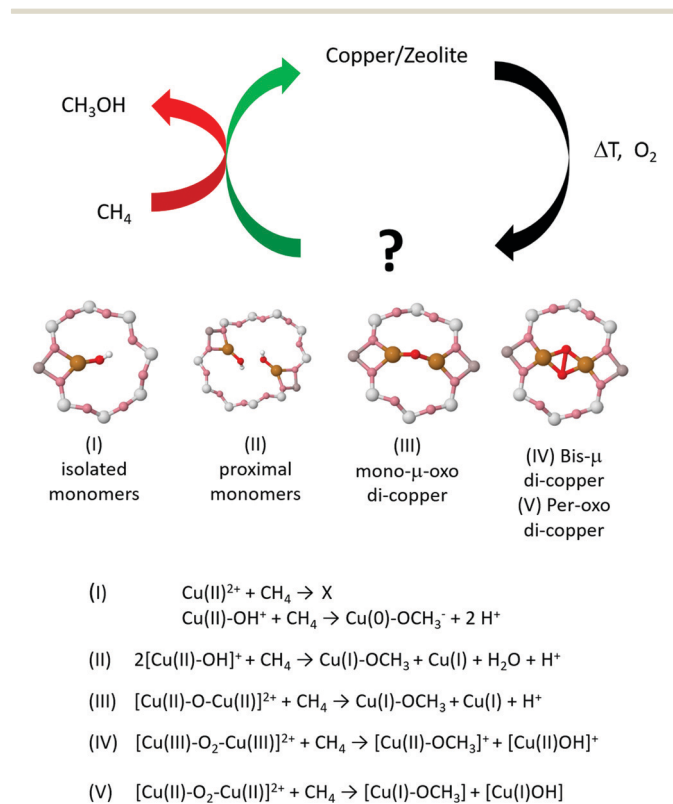 Copper/Zeolite
CH₃OH
CH₄
ΔT, O₂
?
(I)
isolated
monomers
(II)
proximal
monomers
(III)
mono-μ-oxo
di-copper
(IV) Bis-μ
di-copper
(V) Per-oxo
di-copper
(I) Cu(II)²⁺ + CH₄ → X
Cu(II)-OH⁺ + CH₄ → Cu(0)-OCH₃⁻ + 2 H⁺
(II) 2[Cu(II)-OH]⁺ + CH₄ → Cu(I)-OCH₃ + Cu(I) + H₂O + H⁺
(III) [Cu(II)-O-Cu(II)]²⁺ + CH₄ → Cu(I)-OCH₃ + Cu(I) + H⁺
(IV) [Cu(III)-O₂-Cu(III)]²⁺ + CH₄ → [Cu(II)-OCH₃]⁺ + [Cu(II)OH]⁺
(V) [Cu(II)-O₂-Cu(II)]²⁺ + CH₄ → [Cu(I)-OCH₃] + [Cu(I)OH]